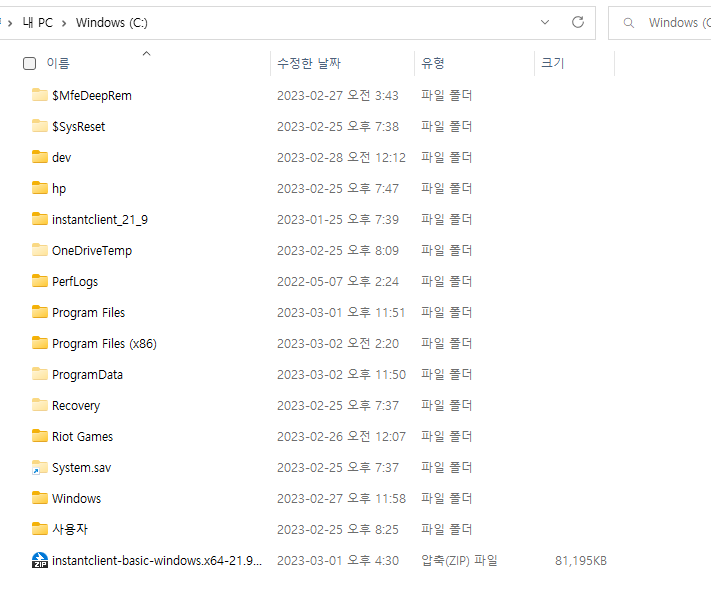 내 PC > Windows (C:) Windows (C
이름 수정한 날짜 유형 크기
$MfeDeepRem 2023-02-27 오전 3:43 파일 폴더
$SysReset 2023-02-25 오후 7:38 파일 폴더
dev 2023-02-28 오전 12:12 파일 폴더
hp 2023-02-25 오후 7:47 파일 폴더
instantclient_21_9 2023-01-25 오후 7:39 파일 폴더
OneDriveTemp 2023-02-25 오후 8:09 파일 폴더
PerfLogs 2022-05-07 오후 2:24 파일 폴더
Program Files 2023-03-01 오후 11:51 파일 폴더
Program Files (x86) 2023-03-02 오전 2:20 파일 폴더
ProgramData 2023-03-02 오후 11:50 파일 폴더
Recovery 2023-02-25 오후 7:37 파일 폴더
Riot Games 2023-02-26 오전 12:07 파일 폴더
System.sav 2023-02-25 오후 7:37 파일 폴더
Windows 2023-02-27 오후 11:58 파일 폴더
사용자 2023-02-25 오후 8:25 파일 폴더
ZIP instantclient-basic-windows.x64-21.9... 2023-03-01 오후 4:30 압축(ZIP) 파일 81,195KB